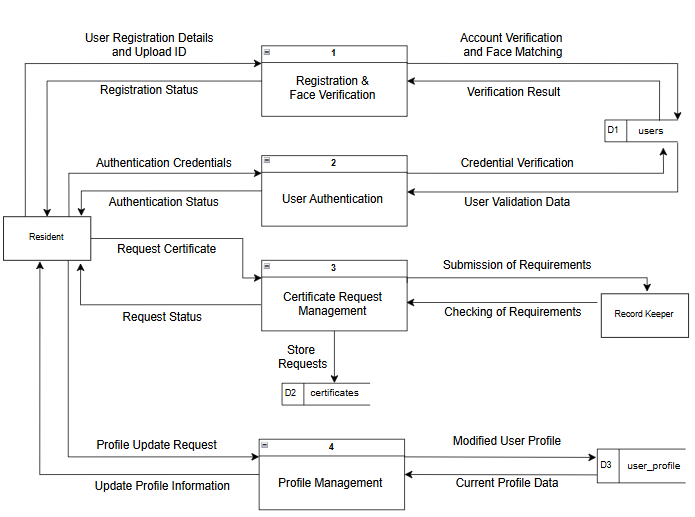 User Registration Details
and Upload ID
Account Verification
and Face Matching
1
Registration &
Face Verification
Registration Status
Verification Result
D1
users
Authentication Credentials
2
Credential Verification
User Authentication
Authentication Status
User Validation Data
Resident
Request Certificate
3
Submission of Requirements
Certificate Request
Management
Request Status
Checking of Requirements
Record Keeper
Store
Requests
D2
certificates
Profile Update Request
4
Modified User Profile
D3
user_profile
Update Profile Information
Profile Management
Current Profile Data